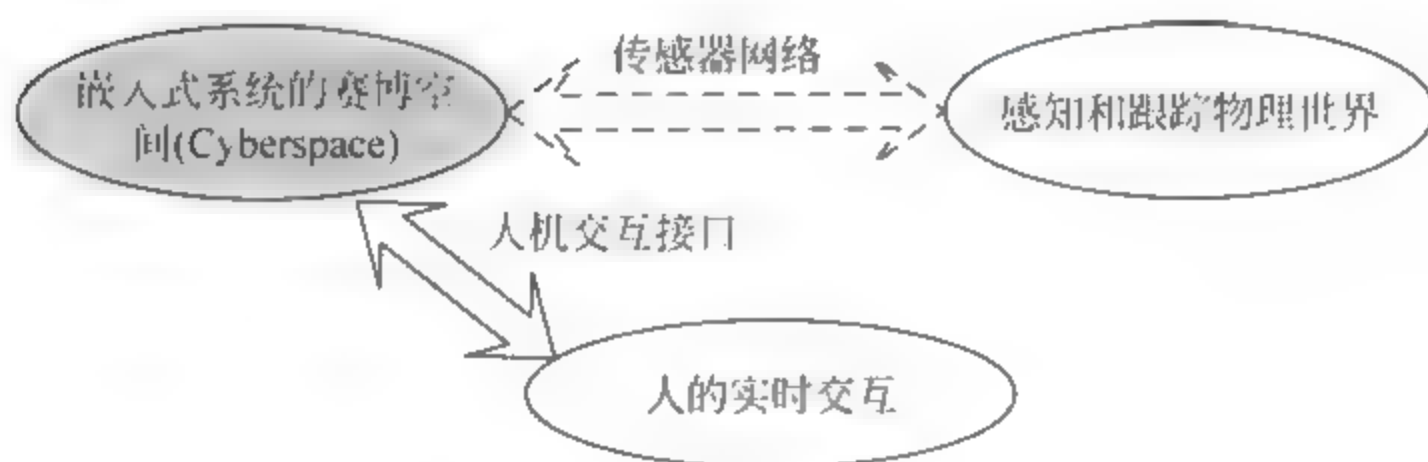 传感器网络
嵌入式系统的赛博空
间(Cyberspace)
感知和跟踪物理世界
人机交互接口
人的实时交互